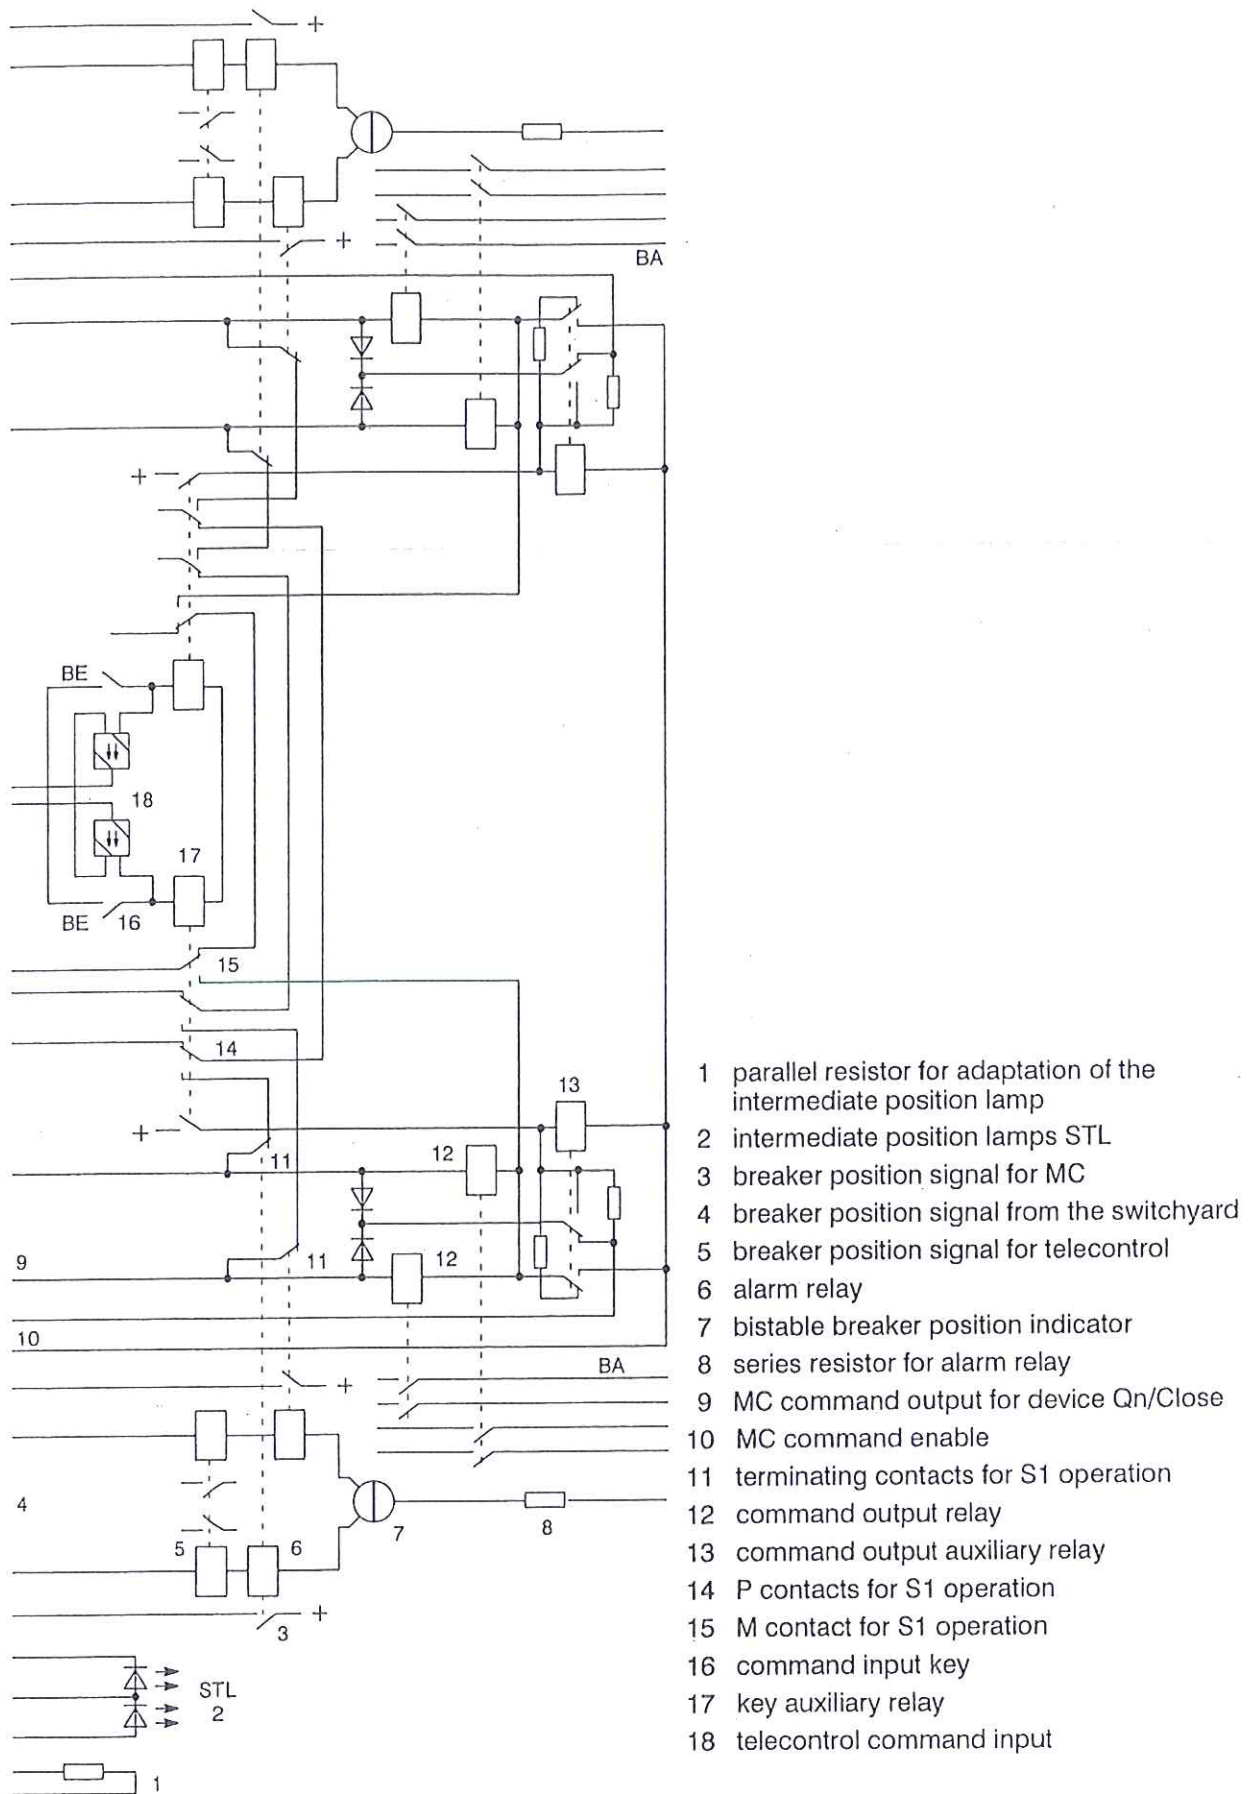 +
+
BA
+
BE
18
17
BE
16
15
14
13
+
11
12
9
11
12
10
BA
+
4
5
6
7
8
+
3
STL
2
1
1 parallel resistor for adaptation of the
intermediate position lamp
2 intermediate position lamps STL
3 breaker position signal for MC
4 breaker position signal from the switchyard
5 breaker position signal for telecontrol
6 alarm relay
7 bistable breaker position indicator
8 series resistor for alarm relay
9 MC command output for device Qn/Close
10 MC command enable
11 terminating contacts for S1 operation
12 command output relay
13 command output auxiliary relay
14 P contacts for S1 operation
15 M contact for S1 operation
16 command input key
17 key auxiliary relay
18 telecontrol command input